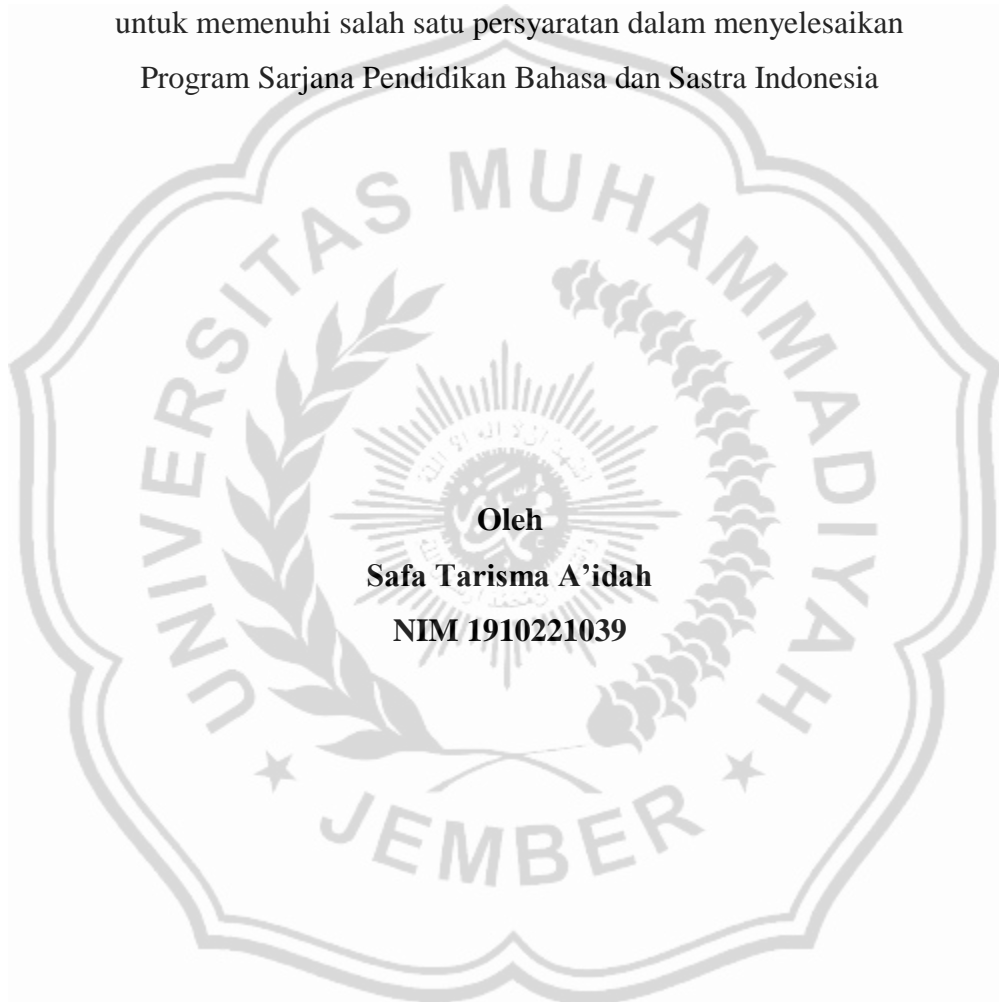 untuk memenuhi salah satu persyaratan dalam menyelesaikan
Program Sarjana Pendidikan Bahasa dan Sastra Indonesia
UNIVERSITAS MUHAMMADIYAH
Oleh
Safa Tarisma A’idah
NIM 1910221039
JEMBER